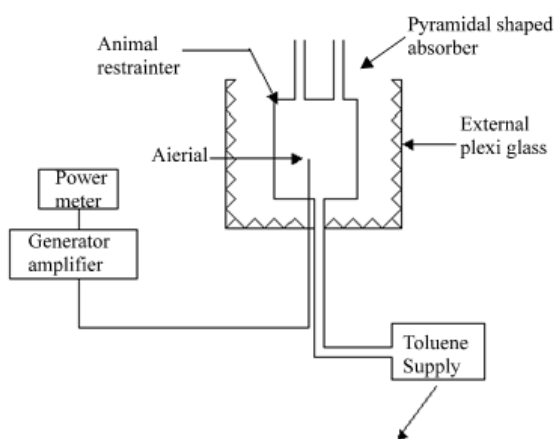 Animal
restrainter
Pyramidal shaped
absorber
External
plexi glass
Aierial
Power
meter
Generator
amplifier
Toluene
Supply